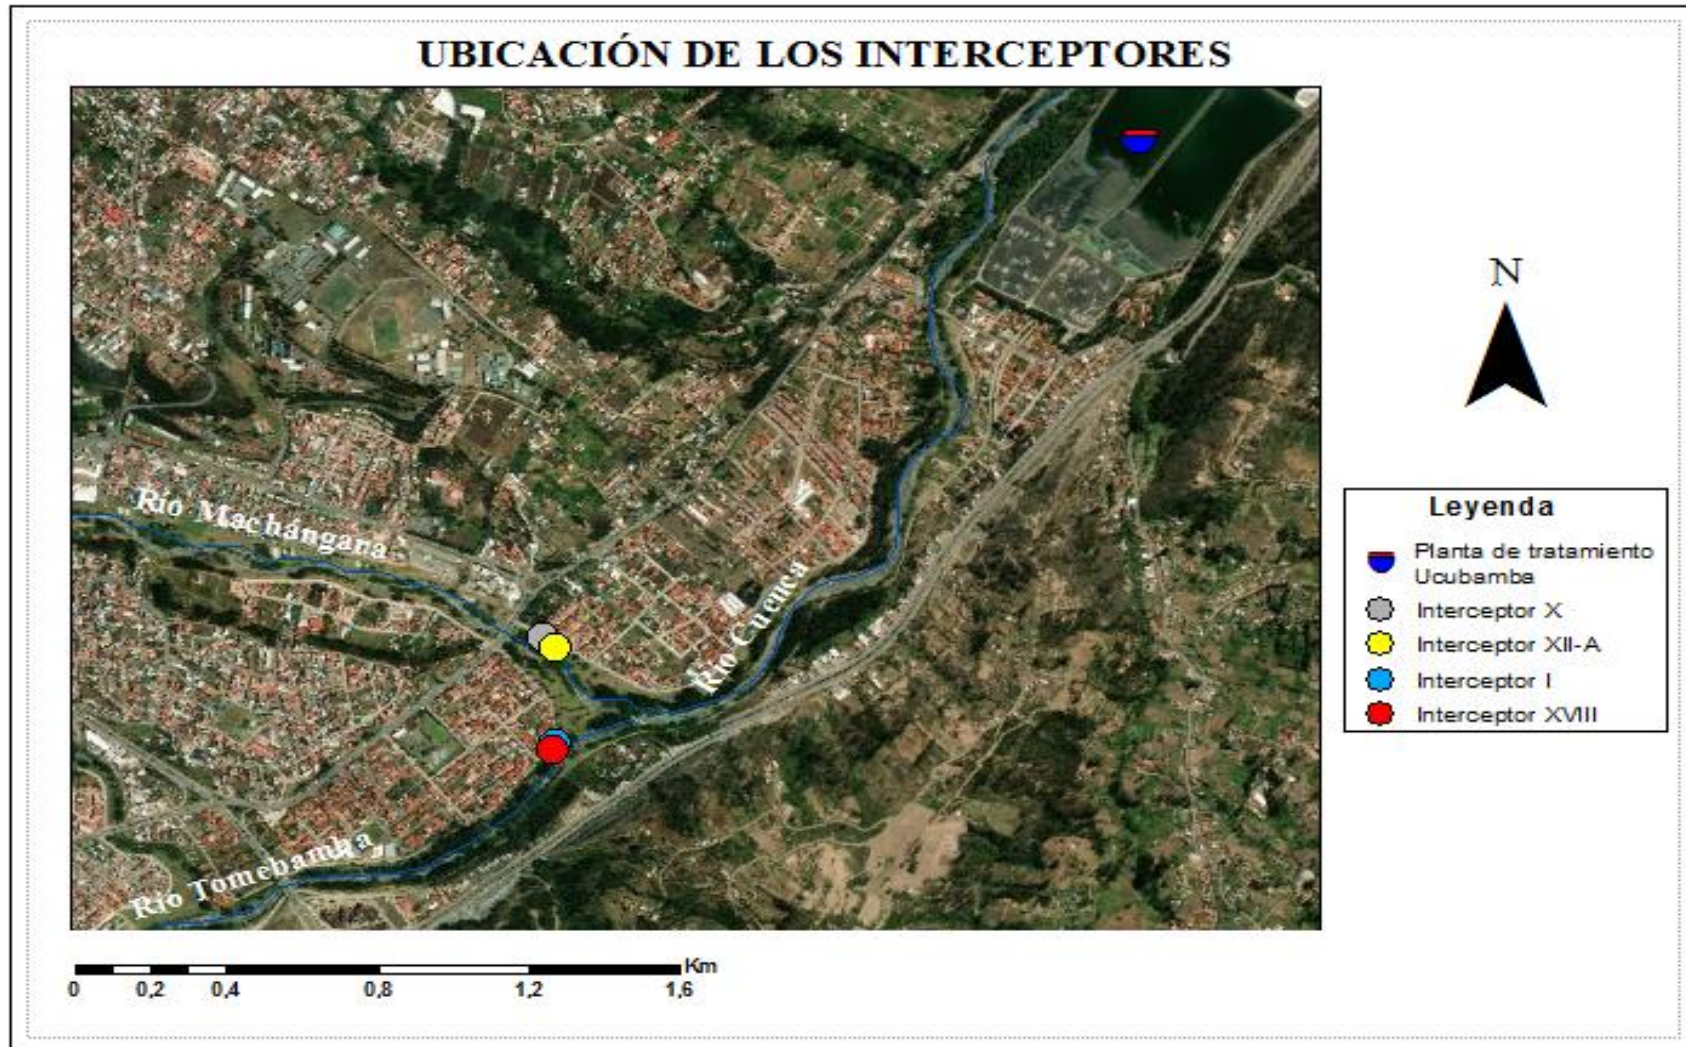 UBICACIÓN DE LOS INTERCEPTORES
N
Río Machángara
Río Cuenca
Río Tomebamba
Leyenda
Planta de tratamiento
Ucubamba
Interceptor X
Interceptor XII-A
Interceptor I
Interceptor XVIII
Km
0 0,2 0,4 0,8 1,2 1,6